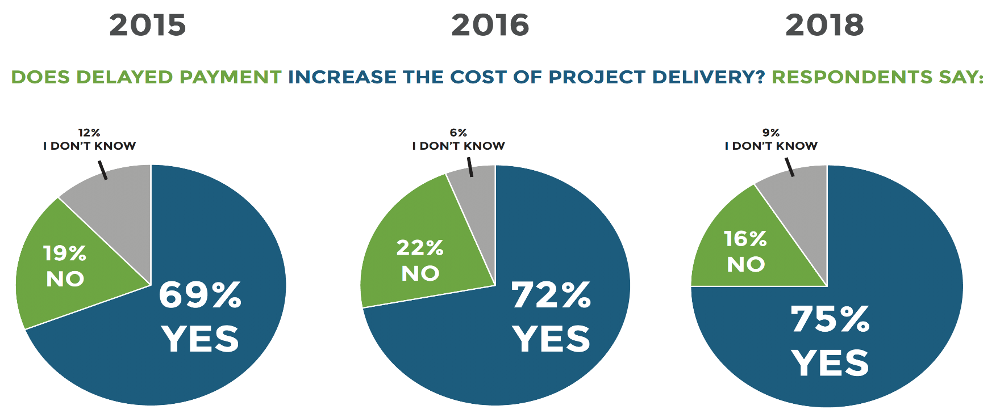 2015
2016
2018
DOES DELAYED PAYMENT INCREASE THE COST OF PROJECT DELIVERY? RESPONDENTS SAY:
12%
I DON'T KNOW
19%
NO
69%
YES
6%
I DON'T KNOW
22%
NO
72%
YES
9%
I DON'T KNOW
16%
NO
75%
YES